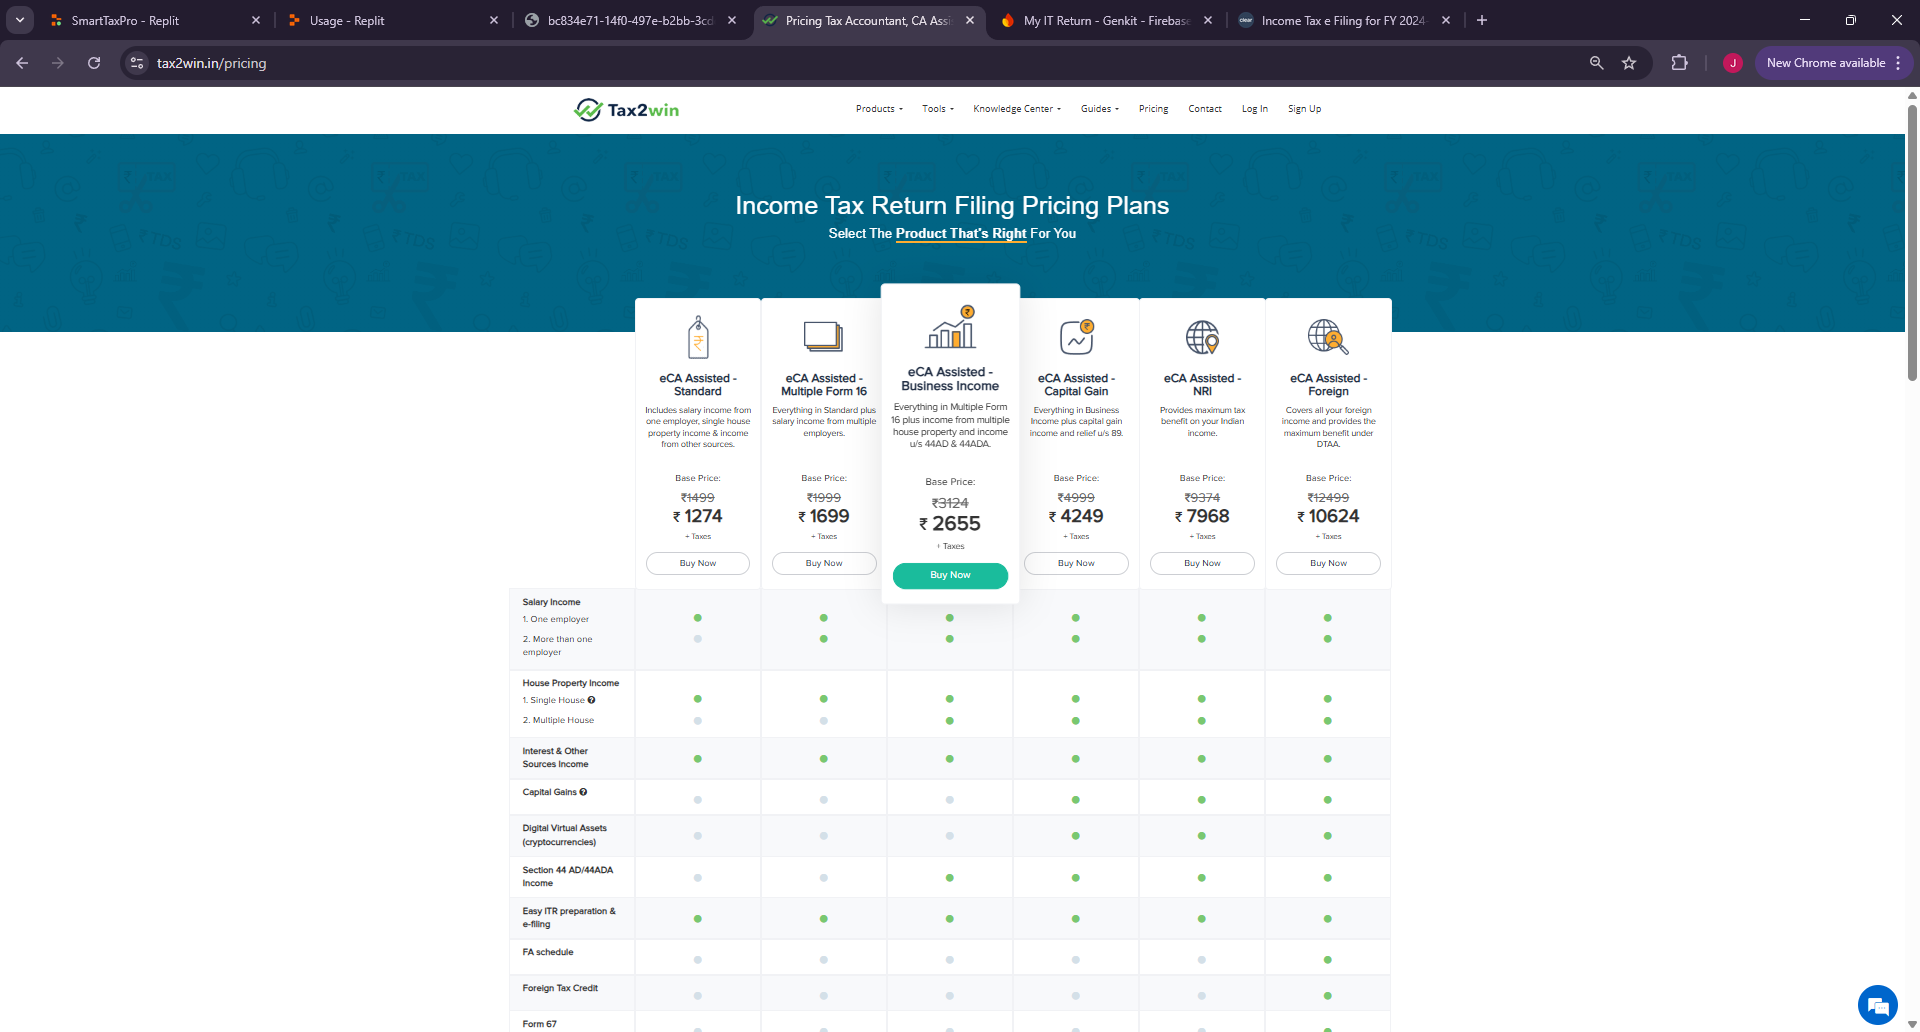 SmartTaxPro - Replit
Usage - Replit
bc834e71-14f0-497e-b2bb-3cd
Pricing Tax Accountant, CA Assi
My IT Return - Genkit - Firebase
Income Tax e Filing for FY 2024-
tax2win.in/pricing
J
New Chrome available
Tax2win
Products
Tools
Knowledge Center
Guides
Pricing
Contact
Log In
Sign Up
Income Tax Return Filing Pricing Plans
Select The Product That's Right For You
eCA Assisted -
Standard
Includes salary income from
one employer, single house
property income & income
from other sources.
Base Price:
₹1499
₹ 1274
+ Taxes
Buy Now
eCA Assisted -
Multiple Form 16
Everything in Standard plus
salary income from multiple
employers.
Base Price:
₹1999
₹ 1699
+ Taxes
Buy Now
eCA Assisted -
Business Income
Everything in Multiple Form
16 plus income from multiple
house property and income
u/s 44AD & 44ADA.
Base Price:
₹3124
₹ 2655
+ Taxes
Buy Now
eCA Assisted -
Capital Gain
Everything in Business
Income plus capital gain
income and relief u/s 89.
Base Price:
₹4999
₹ 4249
+ Taxes
Buy Now
eCA Assisted -
NRI
Provides maximum tax
benefit on your Indian
income.
Base Price:
₹9374
₹ 7968
+ Taxes
Buy Now
eCA Assisted -
Foreign
Covers all your foreign
income and provides the
maximum benefit under
DTAA.
Base Price:
₹12499
₹ 10624
+ Taxes
Buy Now
Salary Income
1. One employer
2. More than one
employer
House Property Income
1. Single House
2. Multiple House
Interest & Other
Sources Income
Capital Gains
Digital Virtual Assets
(cryptocurrencies)
Section 44 AD/44ADA
Income
Easy ITR preparation &
e-filing
FA schedule
Foreign Tax Credit
Form 67